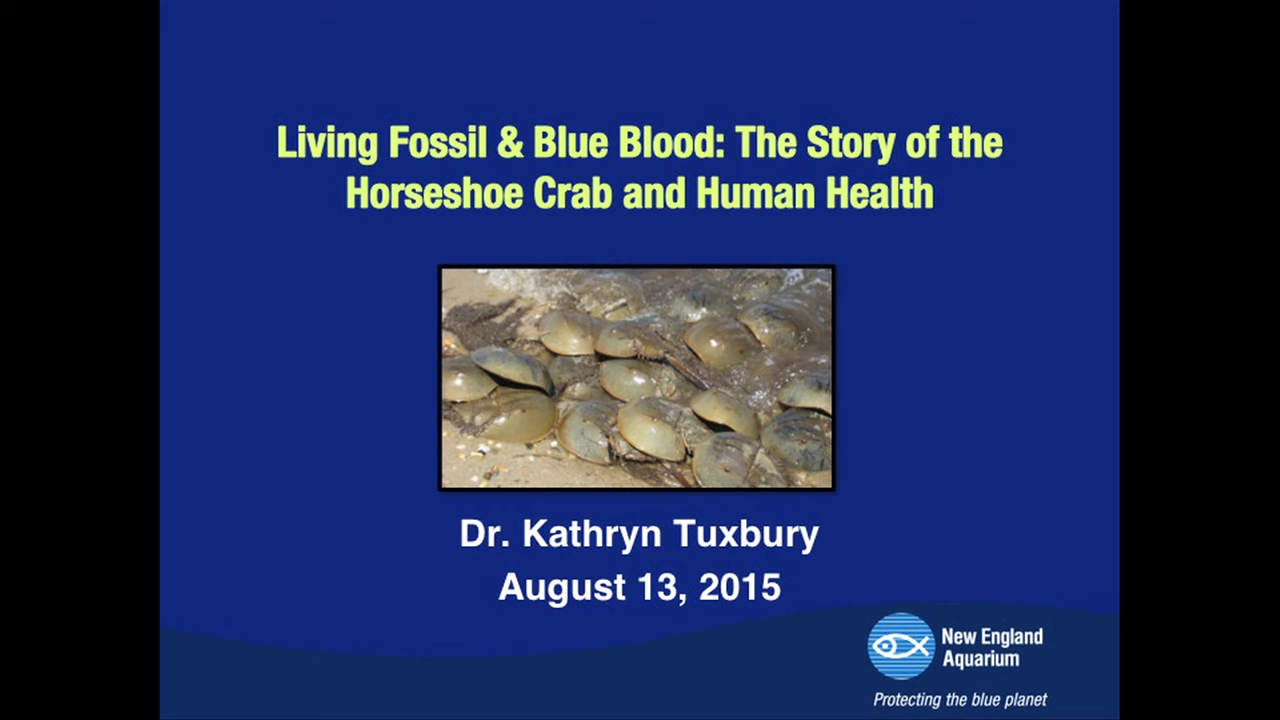 Living Fossil & Blue Blood: The Story of the
Horseshoe Crab and Human Health
Dr. Kathryn Tuxbury
August 13, 2015
New England
Aquarium
Protecting the blue planet